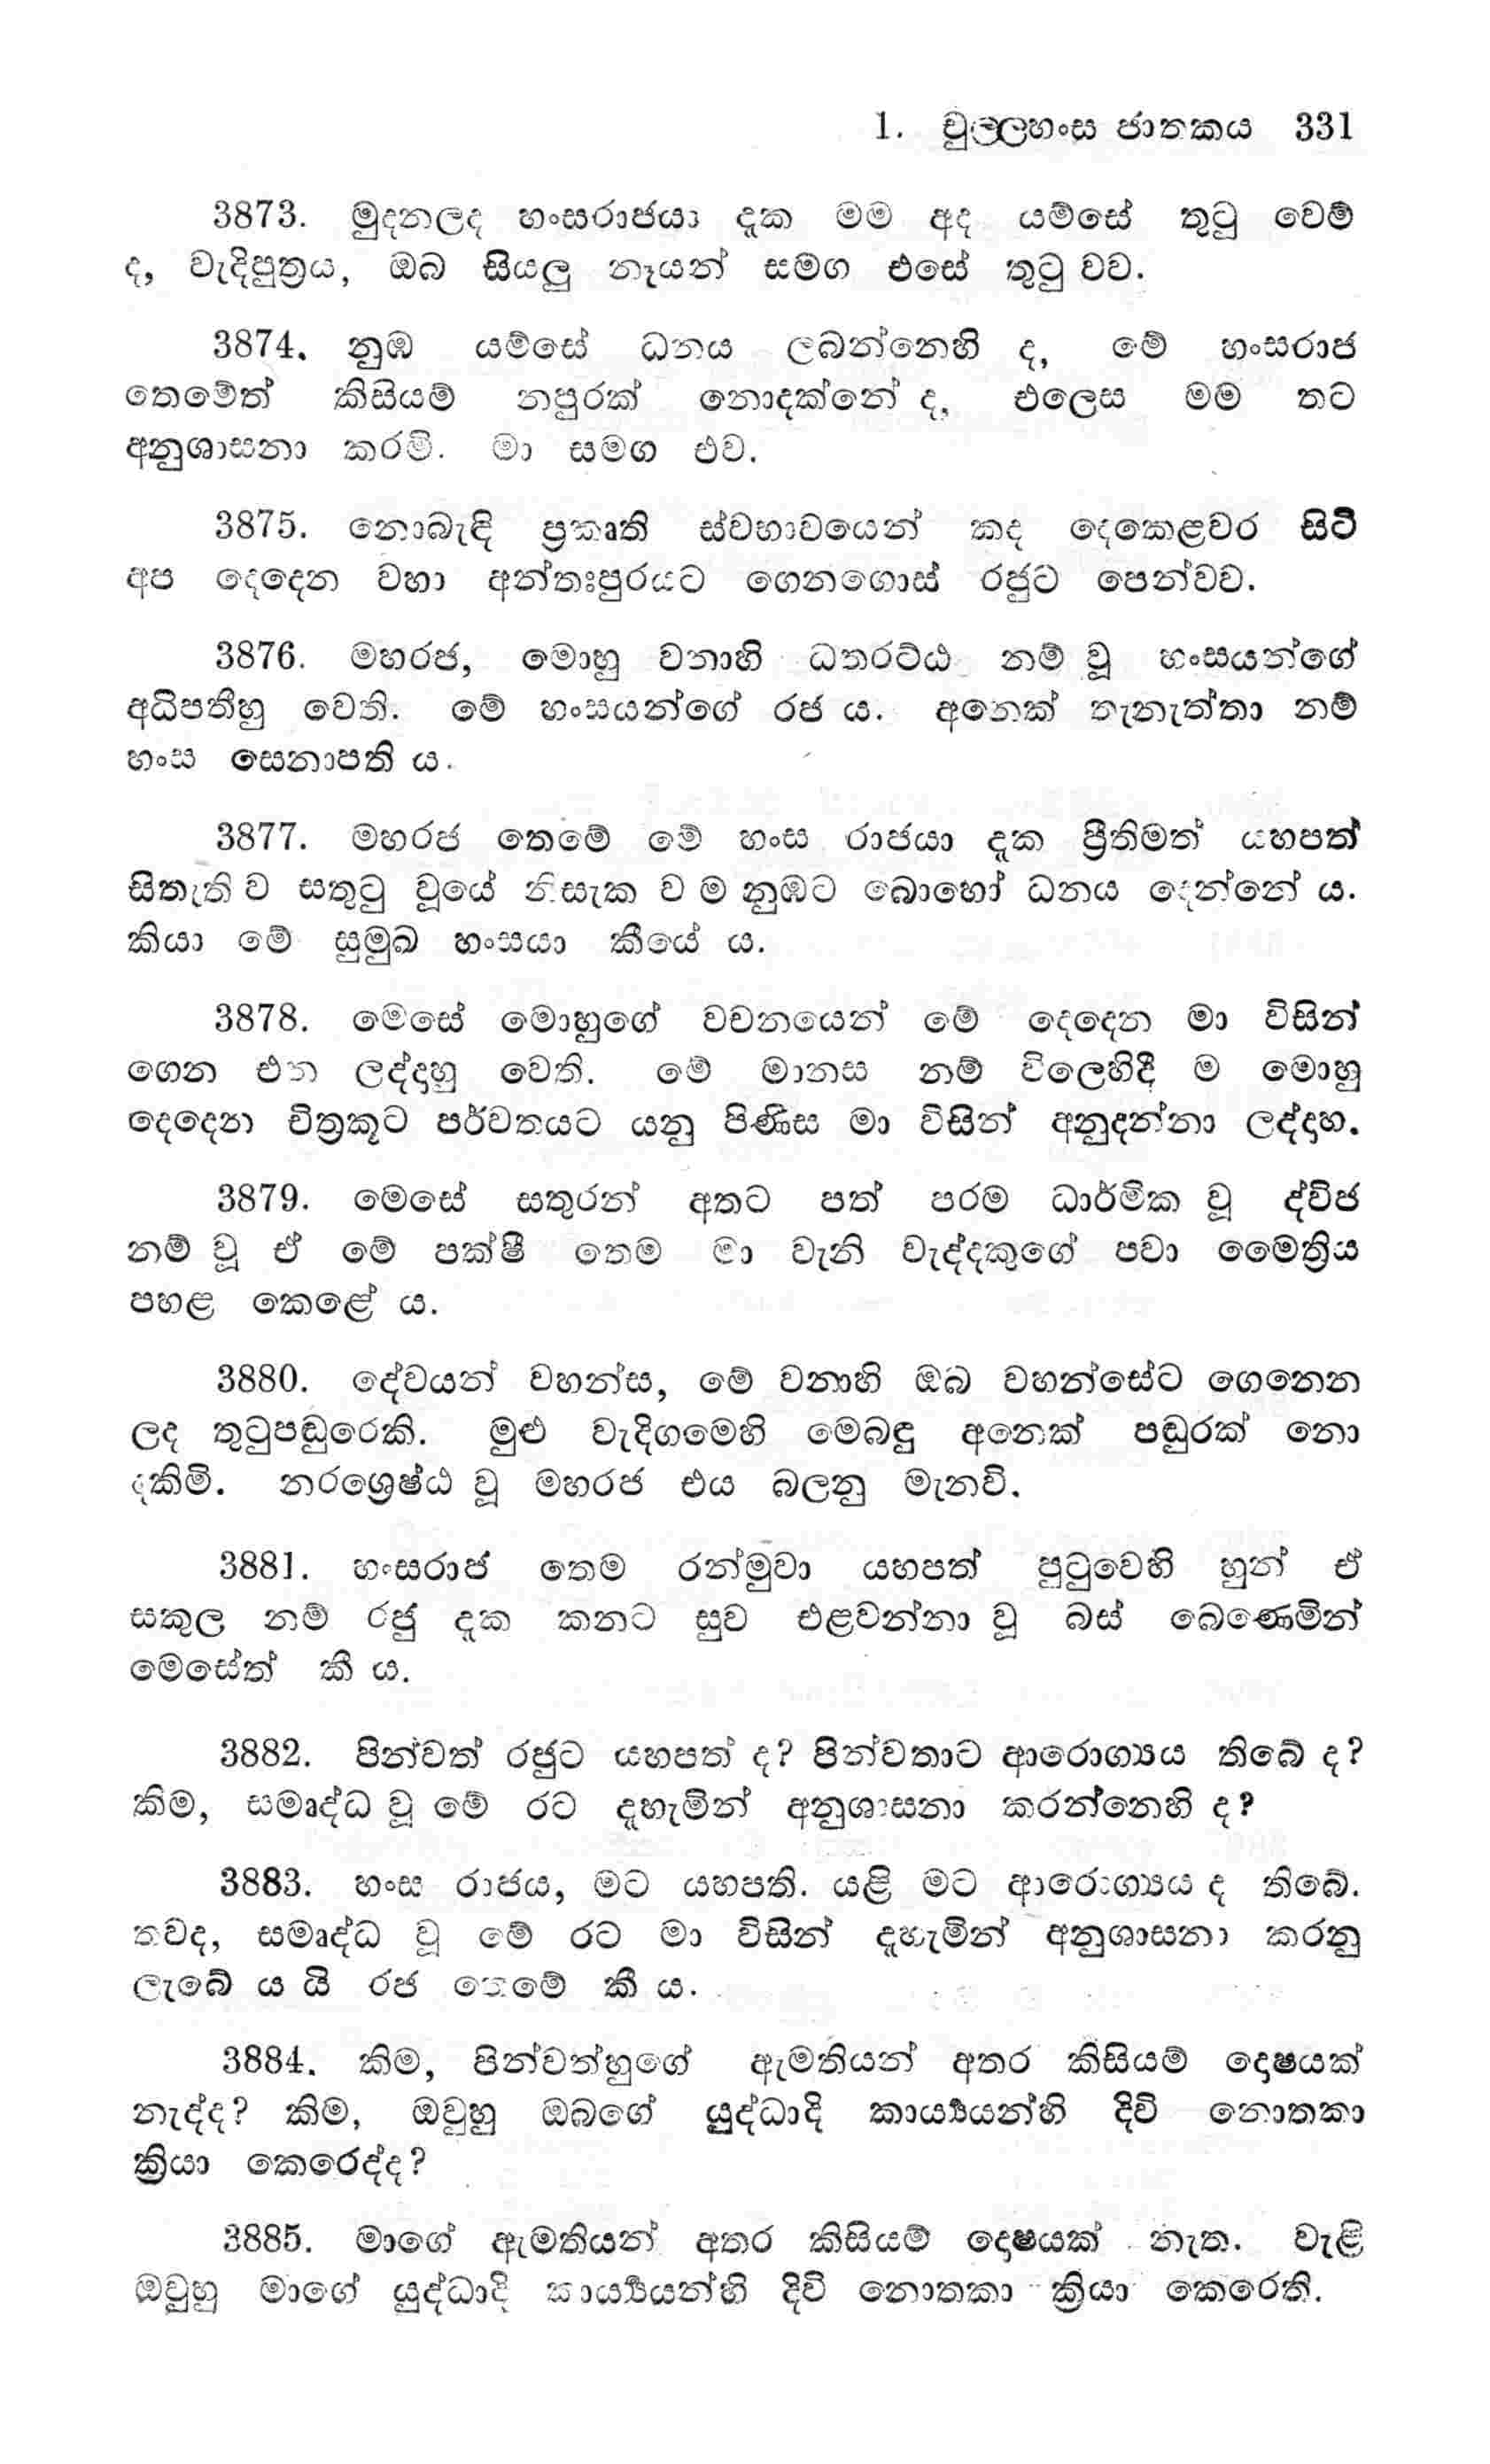 1. චුල්ලහංස ජාතකය 331
3873. මුදනලද හංසරාජයා දැක මම අද යම්සේ තුටු වෙම්
ද, වැදිපුත්‍රය, ඔබ සියලු නෑයන් සමග එසේ තුටු වව.
3874. නුඹ යම්සේ ධනය ලබන්නෙහි ද, මේ හංසරාජ
තෙමේත් කිසියම් නපුරක් නොදක්නේ ද, එලෙස මම තට
අනුශාසනා කරමි. මා සමග එව.
3875. නොබැඳි ප්‍රකෘති ස්වභාවයෙන් කද දෙකෙළවර සිටි
අප දෙදෙන වහා අන්තඃපුරයට ගෙනගොස් රජුට පෙන්වව.
3876. මහරජ, මොහු වනාහි ධතරට්ඨ නම් වූ හංසයන්ගේ
අධිපතීහු වෙති. මේ හංසයන්ගේ රජ ය. අනෙක් තැනැත්තා නම්
හංස සෙනාපති ය.
3877. මහරජ තෙමේ මේ හංස රාජයා දැක ප්‍රීතිමත් යහපත්
සිතැති ව සතුටු වූයේ නිසැක ව ම නුඹට බොහෝ ධනය දෙන්නේ ය.
කියා මේ සුමුඛ හංසයා කීයේ ය.
3878. මෙසේ මොහුගේ වචනයෙන් මේ දෙදෙන මා විසින්
ගෙන එන ලද්දාහු වෙති. මේ මානස නම් විලෙහිදී ම මොහු
දෙදෙන චිත්‍රකූට පර්වතයට යනු පිණිස මා විසින් අනුදන්නා ලද්දාහ.
3879. මෙසේ සතුරන් අතට පත් පරම ධාර්මික වූ ද්විජ
නම් වූ ඒ මේ පක්ෂී තෙම මා වැනි වැද්දකුගේ පවා මෛත්‍රිය
පහළ කෙළේ ය.
3880. දේවයන් වහන්ස, මේ වනාහි ඔබ වහන්සේට ගෙනෙන
ලද තුටුපඬුරෙකි. මුළු වැදිගමෙහි මෙබඳු අනෙක් පඬුරක් නො
දකිමි. නරශ්‍රෙෂ්ඨ වූ මහරජ එය බලනු මැනවි.
3881. හංසරාජ තෙම රන්මුවා යහපත් පුටුවෙහි හුන් ඒ
සකුල නම් රජු දැක කනට සුව එළවන්නා වූ බස් බෙණෙමින්
මෙසේත් කී ය.
3882. පින්වත් රජුට යහපත් ද? පින්වතාට ආරොග්‍යය තිබේ ද?
කිම, සමෘද්ධ වූ මේ රට දැහැමින් අනුශාසනා කරන්නෙහි ද?
3883. හංස රාජය, මට යහපති. යළි මට ආරොග්‍යය ද තිබේ.
තවද, සමෘද්ධ වූ මේ රට මා විසින් දැහැමින් අනුශාසනා කරනු
ලැබේ ය යි රජ තෙමේ කී ය.
3884. කිම, පින්වත්හුගේ ඇමතියන් අතර කිසියම් දොෂයක්
නැද්ද? කිම, ඔවුහු ඔබගේ යුද්ධාදි කාර්‍ය්‍යයන්හි දිවි නොතකා
ක්‍රියා කෙරෙද්ද?
3885. මාගේ ඇමතියන් අතර කිසියම් දොෂයක් නැත. වැළි
ඔවුහු මාගේ යුද්ධාදි කාර්‍ය්‍යයන්හි දිවි නොතකා ක්‍රියා කෙරෙති.